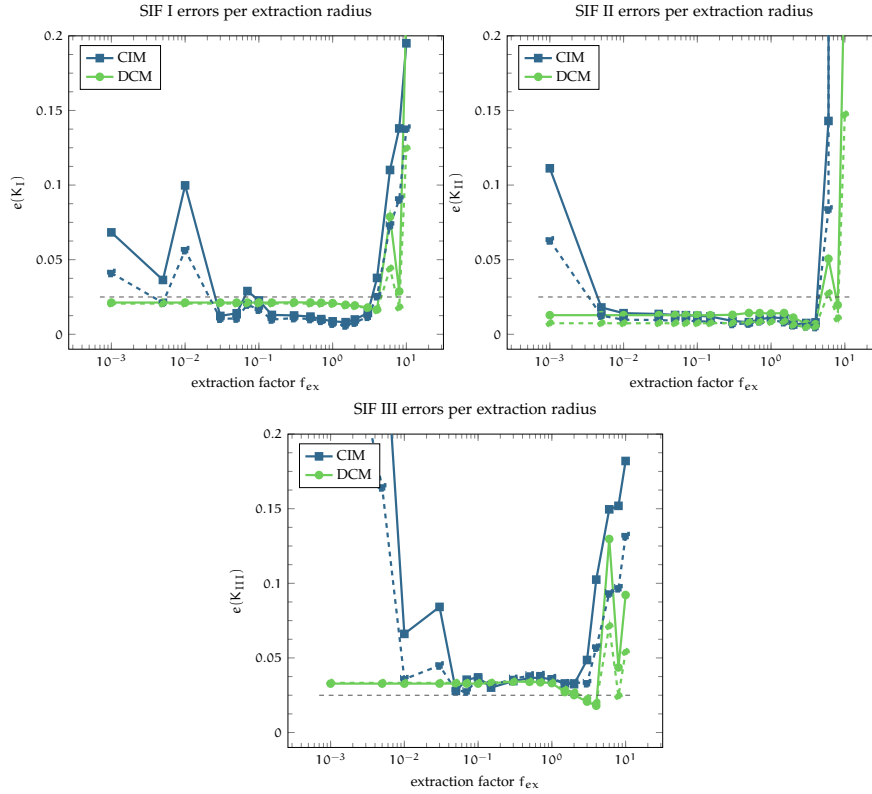 SIF I errors per extraction radius
0.2
0.15
0.1
0.05
0
e(K_I)
CIM
DCM
10^−3 10^−2 10^−1 10^0 10^1
extraction factor f_ex
SIF II errors per extraction radius
0.2
0.15
0.1
0.05
0
e(K_II)
CIM
DCM
10^−3 10^−2 10^−1 10^0 10^1
extraction factor f_ex
SIF III errors per extraction radius
0.2
0.15
0.1
0.05
0
e(K_III)
CIM
DCM
10^−3 10^−2 10^−1 10^0 10^1
extraction factor f_ex